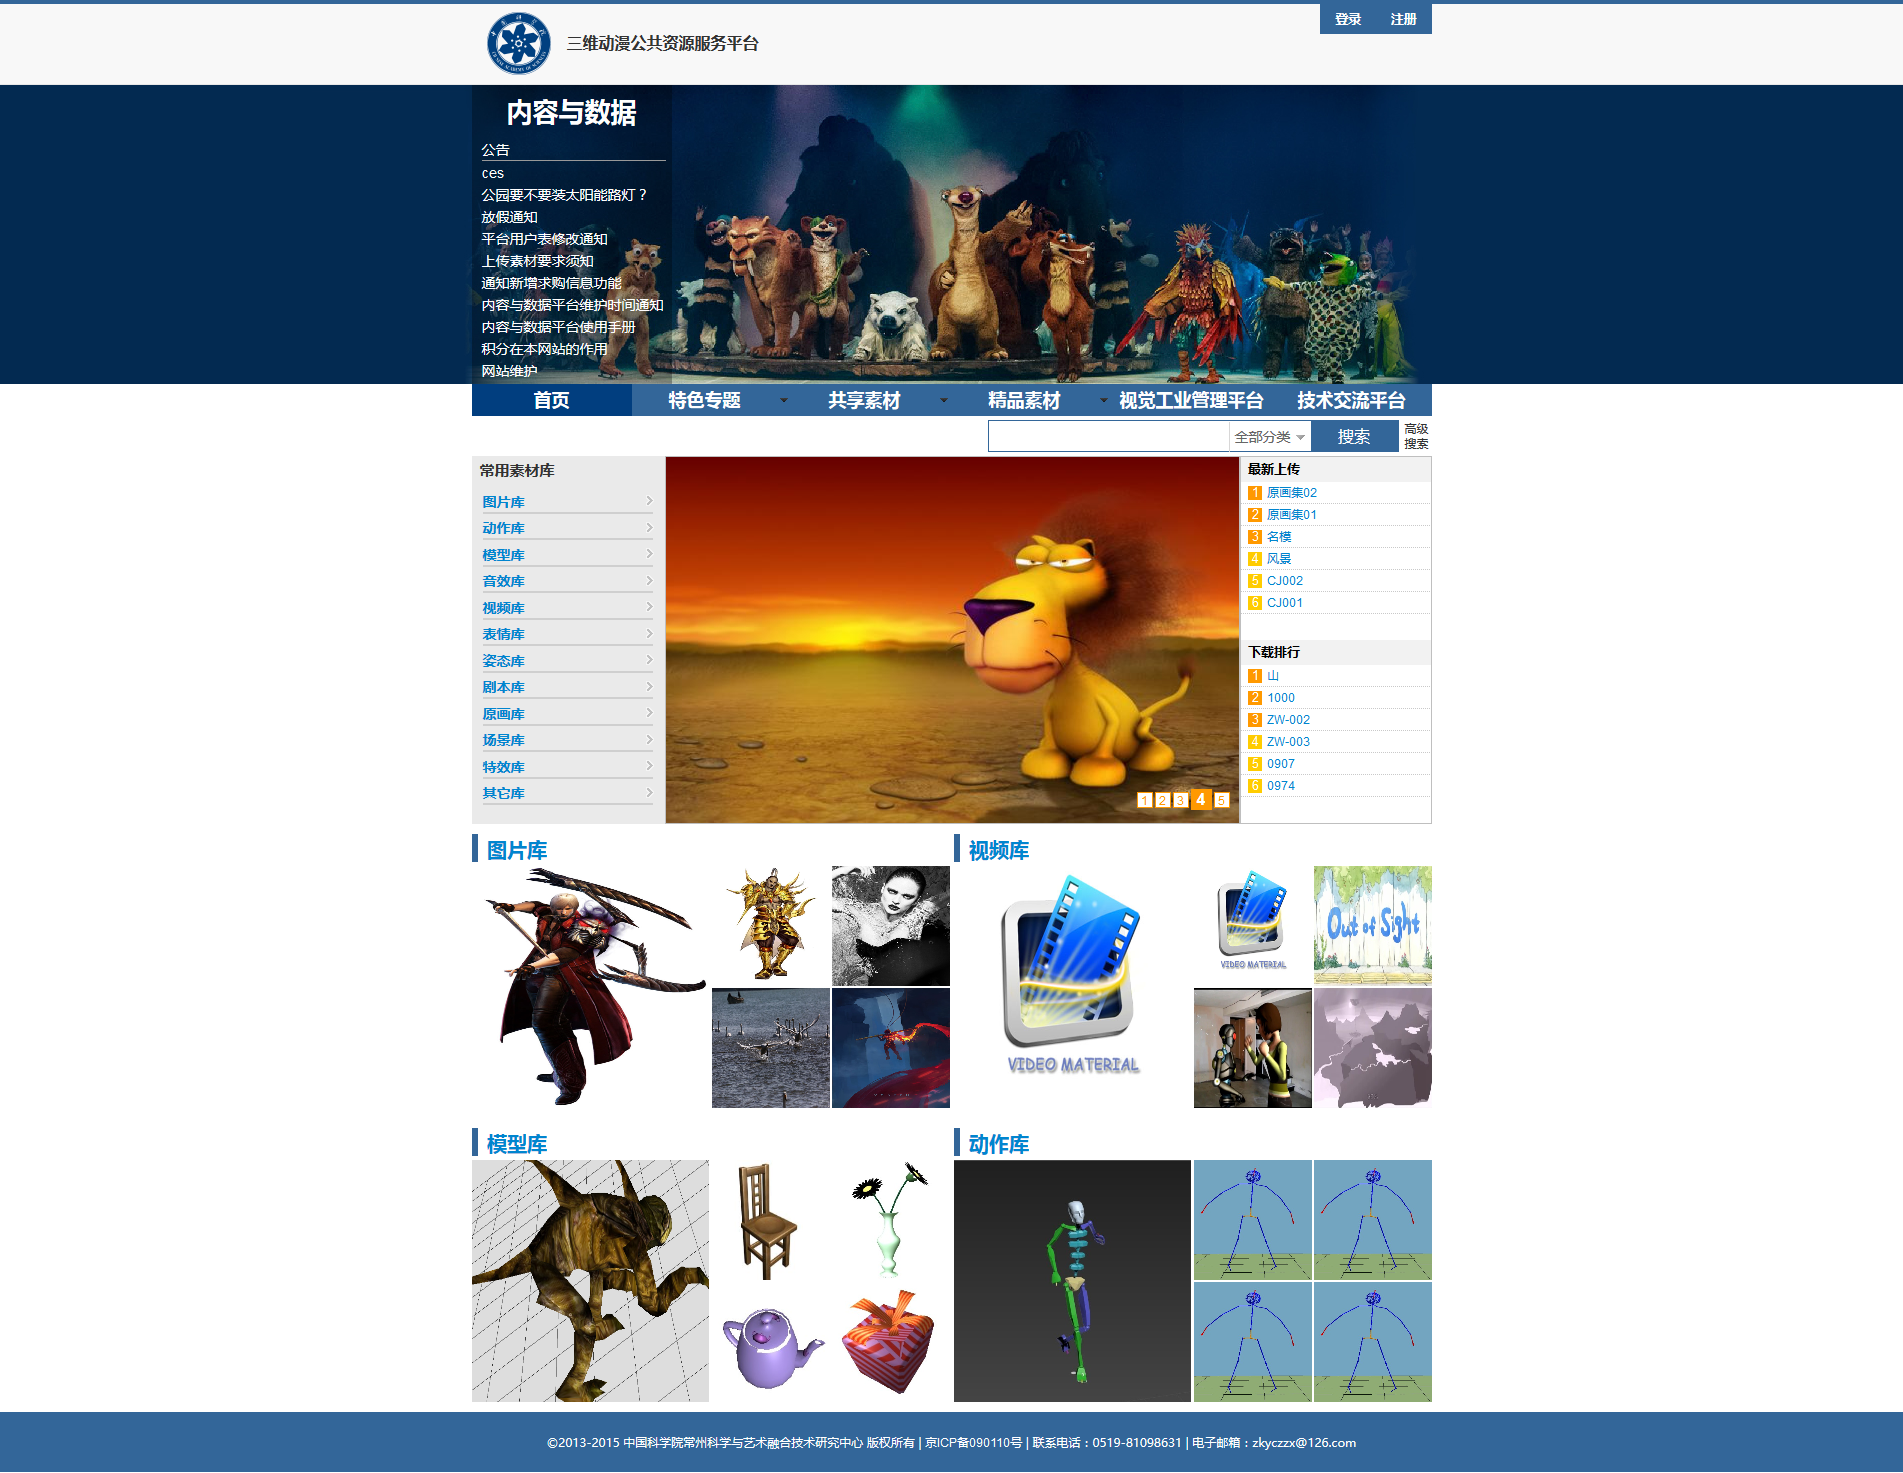 登录 注册
三维动漫公共资源服务平台
内容与数据
公告
ces
公园要不要装太阳能路灯？
放假通知
平台用户表修改通知
上传素材要求须知
通知新增求购信息功能
内容与数据平台维护时间通知
内容与数据平台使用手册
积分在本网站的作用
网站维护
首页 特色专题 共享素材 精品素材 视觉工业管理平台 技术交流平台
全部分类 搜索 高级
搜索
常用素材库
图片库
动作库
模型库
音效库
视频库
表情库
姿态库
剧本库
原画库
场景库
特效库
其它库
1 2 3 4 5
最新上传
1 原画集02
2 原画集01
3 名模
4 风景
5 CJ002
6 CJ001
下载排行
1 山
2 1000
3 ZW-002
4 ZW-003
5 0907
6 0974
图片库
视频库
VIDEO MATERIAL
VIDEO MATERIAL
Out of Sight
模型库
动作库
©2013-2015 中国科学院常州科学与艺术融合技术研究中心 版权所有 | 京ICP备090110号 | 联系电话：0519-81098631 | 电子邮箱：zkyczzx@126.com